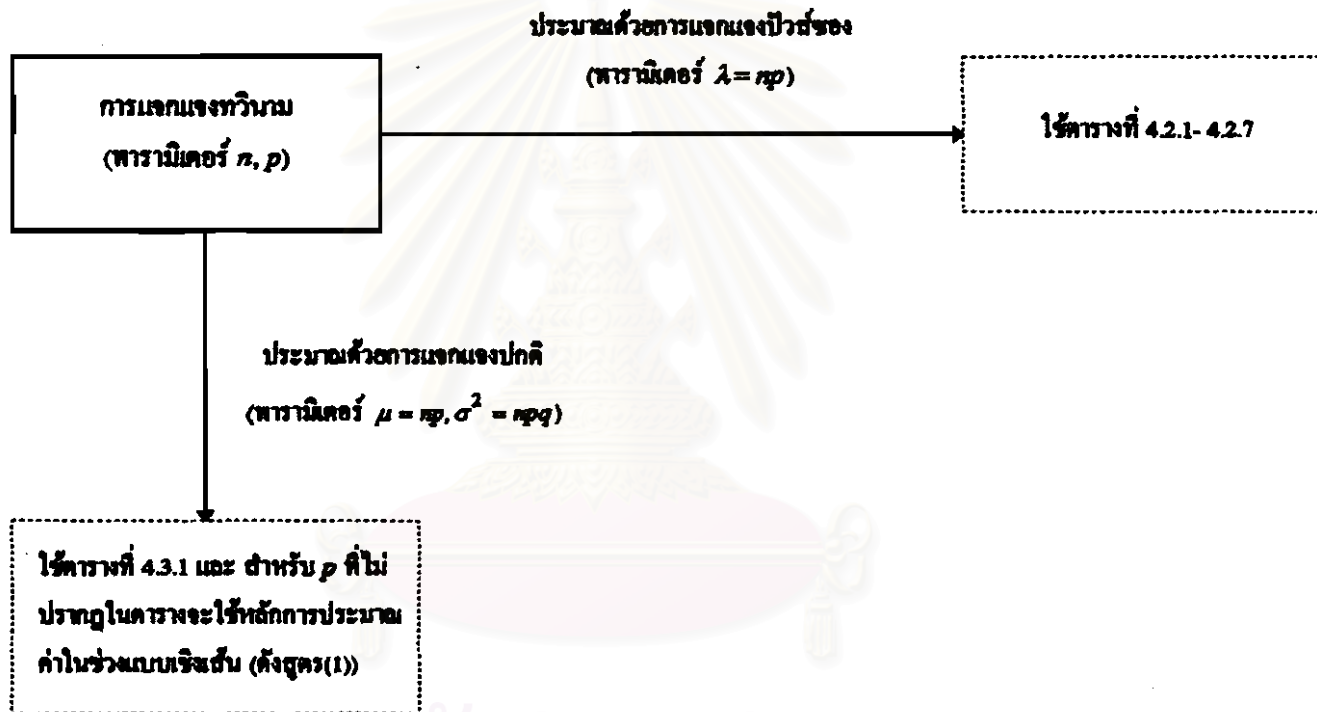 ประมาณด้วยการแจกแจงปัวส์ซอง
(พารามิเตอร์ λ = np)
การแจกแจงทวินาม
(พารามิเตอร์ n, p)
ใช้ตารางที่ 4.2.1- 4.2.7
ประมาณด้วยการแจกแจงปกติ
(พารามิเตอร์ μ = np, σ² = npq)
ใช้ตารางที่ 4.3.1 และ สำหรับ p ที่ไม่
ปรากฏในตารางจะใช้หลักการประมาณ
ค่าในช่วงแบบเชิงเส้น (ดังสูตร(1))